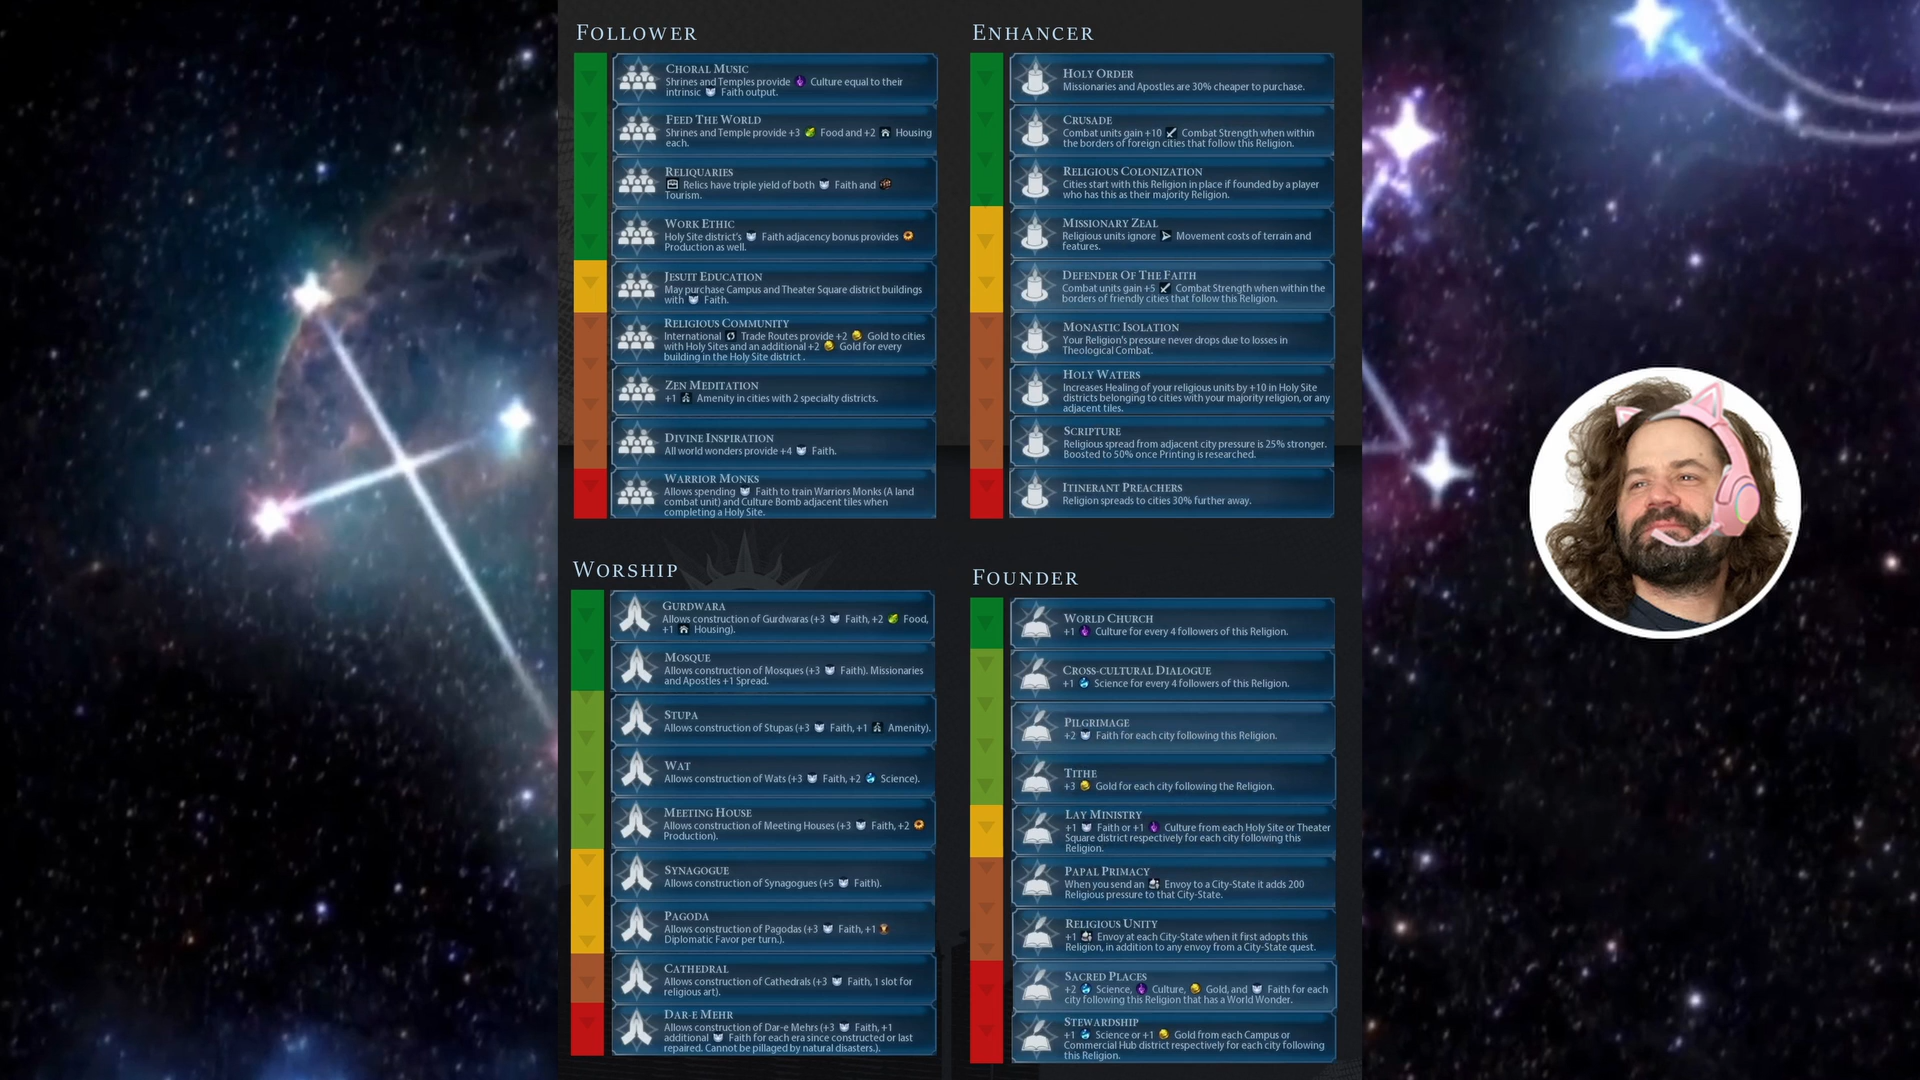 FOLLOWER
CHORAL MUSIC
Shrines and Temples provide Culture equal to their
intrinsic Faith output.
FEED THE WORLD
Shrines and Temple provide +3 Food and +2 Housing
each.
RELIQUARIES
Relics have triple yield of both Faith and
Tourism.
WORK ETHIC
Holy Site district's Faith adjacency bonus provides
Production as well.
JESUIT EDUCATION
May purchase Campus and Theater Square district buildings
with Faith.
RELIGIOUS COMMUNITY
International Trade Routes provide +2 Gold to cities
with Holy Sites and an additional +2 Gold for every
building in the Holy Site district .
ZEN MEDITATION
+1 Amenity in cities with 2 specialty districts.
DIVINE INSPIRATION
All world wonders provide +4 Faith.
WARRIOR MONKS
Allows spending Faith to train Warriors Monks (A land
combat unit) and Culture Bomb adjacent tiles when
completing a Holy Site.
ENHANCER
HOLY ORDER
Missionaries and Apostles are 30% cheaper to purchase.
CRUSADE
Combat units gain +10 Combat Strength when within
the borders of foreign cities that follow this Religion.
RELIGIOUS COLONIZATION
Cities start with this Religion in place if founded by a player
who has this as their majority Religion.
MISSIONARY ZEAL
Religious units ignore Movement costs of terrain and
features.
DEFENDER OF THE FAITH
Combat units gain +5 Combat Strength when within the
borders of friendly cities that follow this Religion.
MONASTIC ISOLATION
Your Religion's pressure never drops due to losses in
Theological Combat.
HOLY WATERS
Increases Healing of your religious units by +10 in Holy Site
districts belonging to cities with your majority religion, or any
adjacent tiles.
SCRIPTURE
Religious spread from adjacent city pressure is 25% stronger.
Boosted to 50% once Printing is researched.
ITINERANT PREACHERS
Religion spreads to cities 30% further away.
WORSHIP
GURDWARA
Allows construction of Gurdwaras (+3 Faith, +2 Food,
+1 Housing).
MOSQUE
Allows construction of Mosques (+3 Faith). Missionaries
and Apostles +1 Spread.
STUPA
Allows construction of Stupas (+3 Faith, +1 Amenity).
WAT
Allows construction of Wats (+3 Faith, +2 Science).
MEETING HOUSE
Allows construction of Meeting Houses (+3 Faith, +2
Production).
SYNAGOGUE
Allows construction of Synagogues (+5 Faith).
PAGODA
Allows construction of Pagodas (+3 Faith, +1
Diplomatic Favor per turn.).
CATHEDRAL
Allows construction of Cathedrals (+3 Faith, 1 slot for
religious art).
DAR-E MEHR
Allows construction of Dar-e Mehrs (+3 Faith, +1
additional Faith for each era since constructed or last
repaired. Cannot be pillaged by natural disasters.).
FOUNDER
WORLD CHURCH
+1 Culture for every 4 followers of this Religion.
CROSS-CULTURAL DIALOGUE
+1 Science for every 4 followers of this Religion.
PILGRIMAGE
+2 Faith for each city following this Religion.
TITHE
+3 Gold for each city following the Religion.
LAY MINISTRY
+1 Faith or +1 Culture from each Holy Site or Theater
Square district respectively for each city following this
Religion.
PAPAL PRIMACY
When you send an Envoy to a City-State it adds 200
Religious pressure to that City-State.
RELIGIOUS UNITY
+1 Envoy at each City-State when it first adopts this
Religion, in addition to any envoy from a City-State quest.
SACRED PLACES
+2 Science, Culture, Gold, and Faith for each
city following this Religion that has a World Wonder.
STEWARDSHIP
+1 Science or +1 Gold from each Campus or
Commercial Hub district respectively for each city following
this Religion.